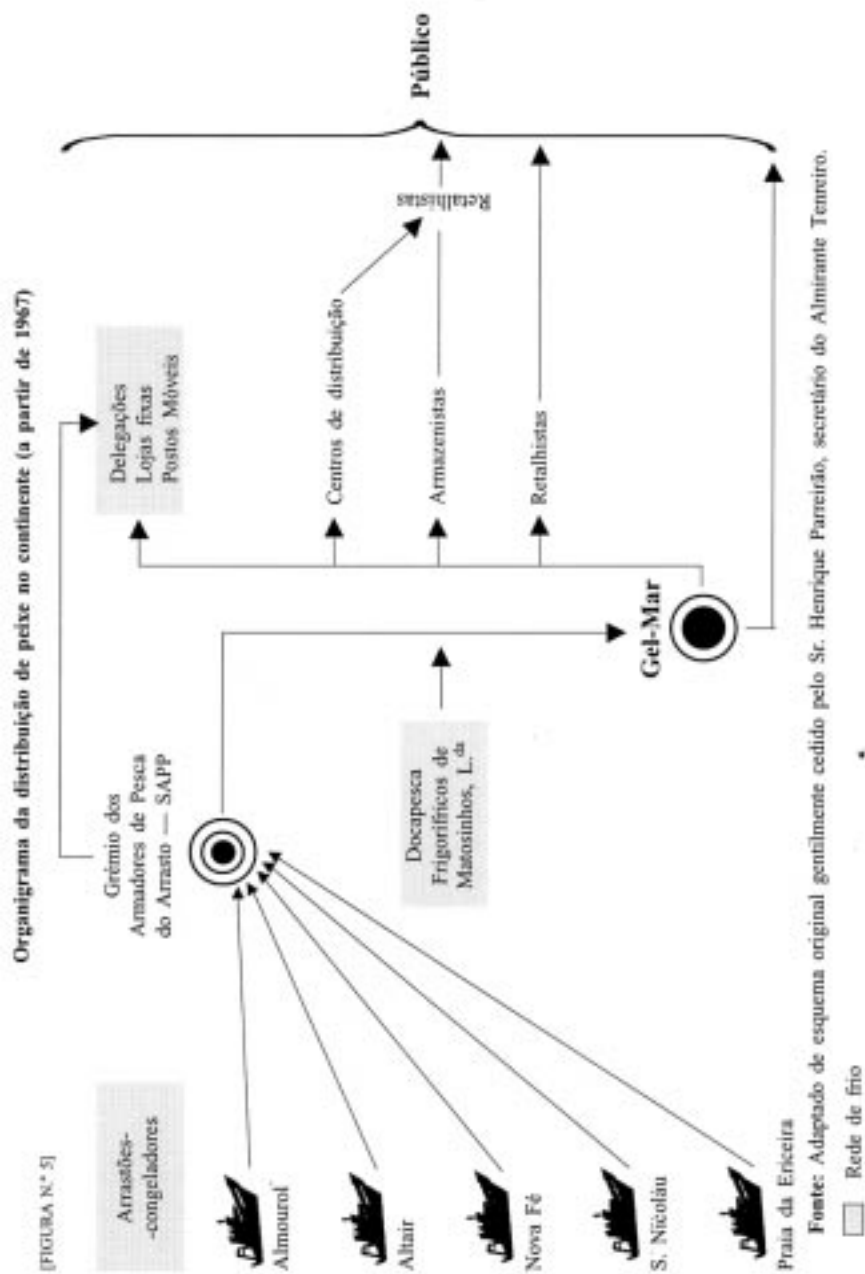 [FIGURA N.º 5]
Organigrama da distribuição de peixe no continente (a partir de 1967)
Arrastões-
-congeladores
Almourol
Altair
Nova Fé
S. Nicoláu
Praia da Ericeira
Grémio dos
Armadores de Pesca
do Arrasto — SAPP
Docapesca
Frigoríficos de
Matosinhos, L.da
Gel-Mar
Delegações
Lojas fixas
Postos Móveis
Centros de distribuição
Armazenistas
Retalhistas
Retalhistas
Público
Fonte: Adaptado de esquema original gentilmente cedido pelo Sr. Henrique Parreirão, secretário do Almirante Tenreiro.
Rede de frio